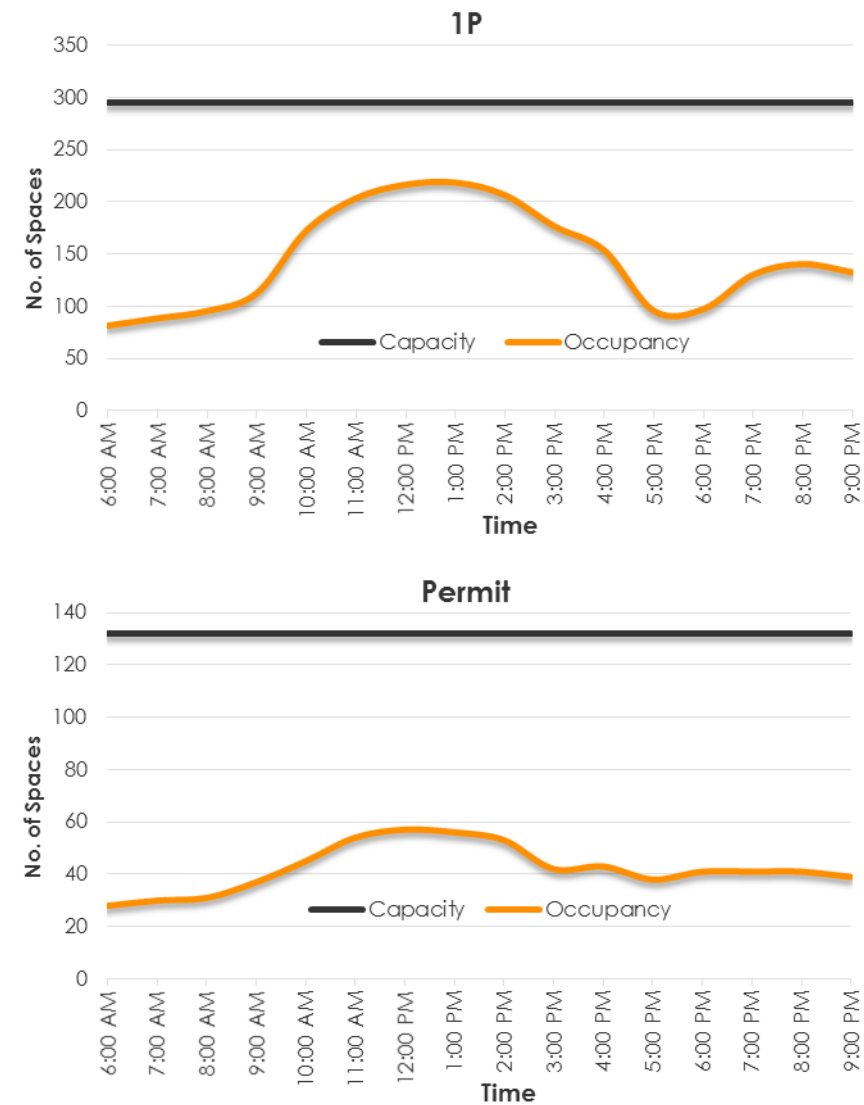 1P
350
300
250
200
150
100
50
0
No. of Spaces
Capacity Occupancy
6:00 AM
7:00 AM
8:00 AM
9:00 AM
10:00 AM
11:00 AM
12:00 PM
1:00 PM
2:00 PM
3:00 PM
4:00 PM
5:00 PM
6:00 PM
7:00 PM
8:00 PM
9:00 PM
Time
Permit
140
120
100
80
60
40
20
0
No. of Spaces
Capacity Occupancy
6:00 AM
7:00 AM
8:00 AM
9:00 AM
10:00 AM
11:00 AM
12:00 PM
1:00 PM
2:00 PM
3:00 PM
4:00 PM
5:00 PM
6:00 PM
7:00 PM
8:00 PM
9:00 PM
Time